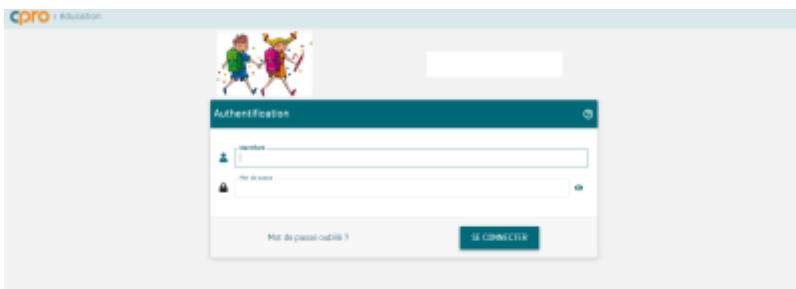 cpro | éducation
Authentification
Identifiant
Mot de passe
Mot de passe oublié ?
SE CONNECTER